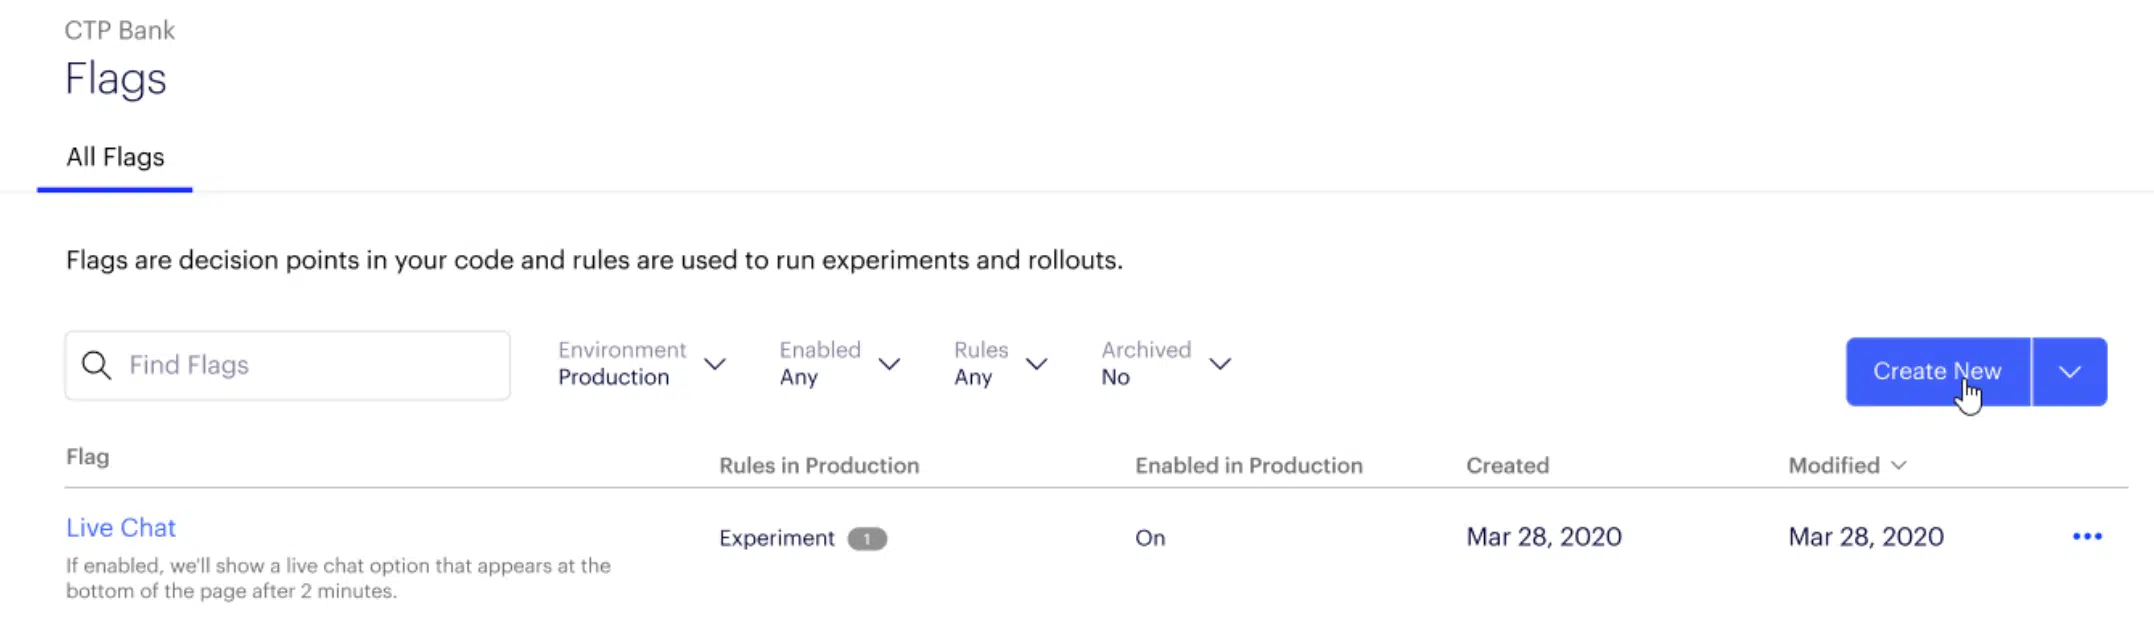 CTP Bank
Flags
All Flags
Flags are decision points in your code and rules are used to run experiments and rollouts.
Find Flags
Environment
Production
Enabled
Any
Rules
Any
Archived
No
Create New
Flag
Rules in Production
Enabled in Production
Created
Modified
Live Chat
If enabled, we'll show a live chat option that appears at the
bottom of the page after 2 minutes.
Experiment 1
On
Mar 28, 2020
Mar 28, 2020